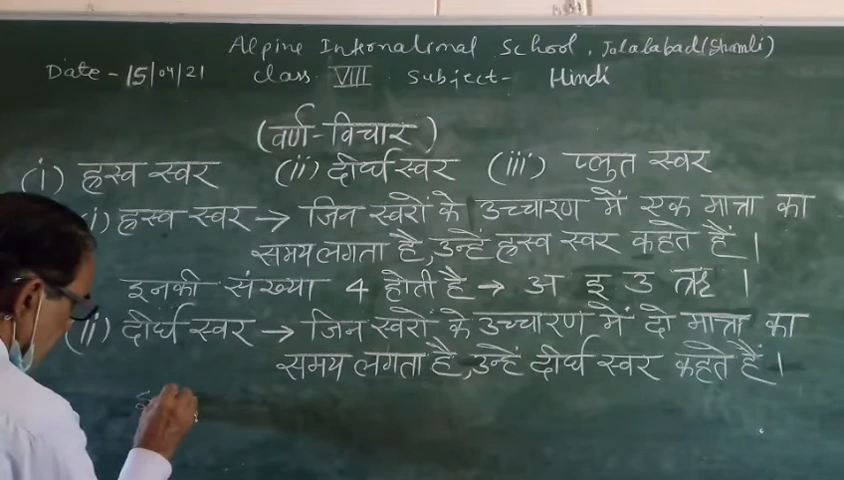 Alpine International School, Jalalabad (Shamli)
Date - 15/04/21 Class VIII Subject - Hindi
(वर्ण-विचार)
(i) ह्रस्व स्वर (ii) दीर्घ स्वर (iii) प्लुत स्वर
i) ह्रस्व स्वर → जिन स्वरों के उच्चारण में एक मात्रा का
समय लगता है, उन्हें ह्रस्व स्वर कहते हैं ।
इनकी संख्या 4 होती है → अ इ उ ऋ ।
(ii) दीर्घ स्वर → जिन स्वरों के उच्चारण में दो मात्रा का
समय लगता है, उन्हें दीर्घ स्वर कहते हैं ।